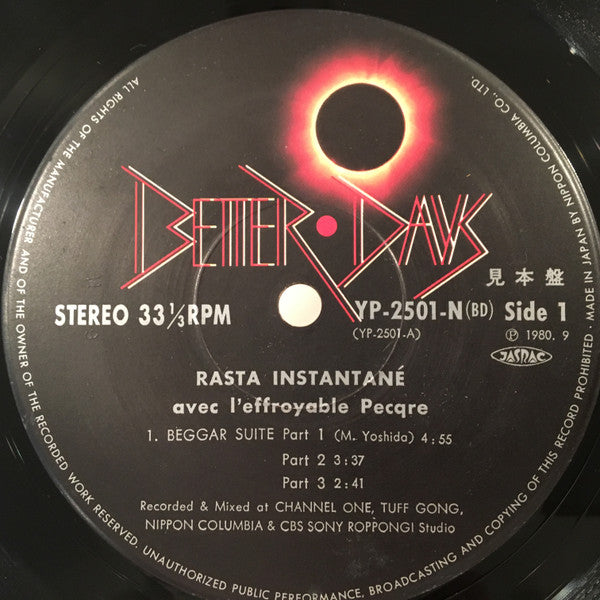 BETTER DAYS
見本盤
STEREO 33 1/3 RPM
YP-2501-N (BD) Side 1
(YP-2501-A)
Ⓟ 1980. 9
JASRAC
RASTA INSTANTANÉ
avec l'effroyable Pecqre
1. BEGGAR SUITE Part 1 (M. Yoshida) 4:55
Part 2 3:37
Part 3 2:41
Recorded & Mixed at CHANNEL ONE, TUFF GONG,
NIPPON COLUMBIA & CBS SONY ROPPONGI Studio
ALL RIGHTS OF THE MANUFACTURER AND OF THE OWNER OF THE RECORDED WORK RESERVED. UNAUTHORIZED PUBLIC PERFORMANCE, BROADCASTING AND COPYING OF THIS RECORD PROHIBITED • MADE IN JAPAN BY NIPPON COLUMBIA CO., LTD.